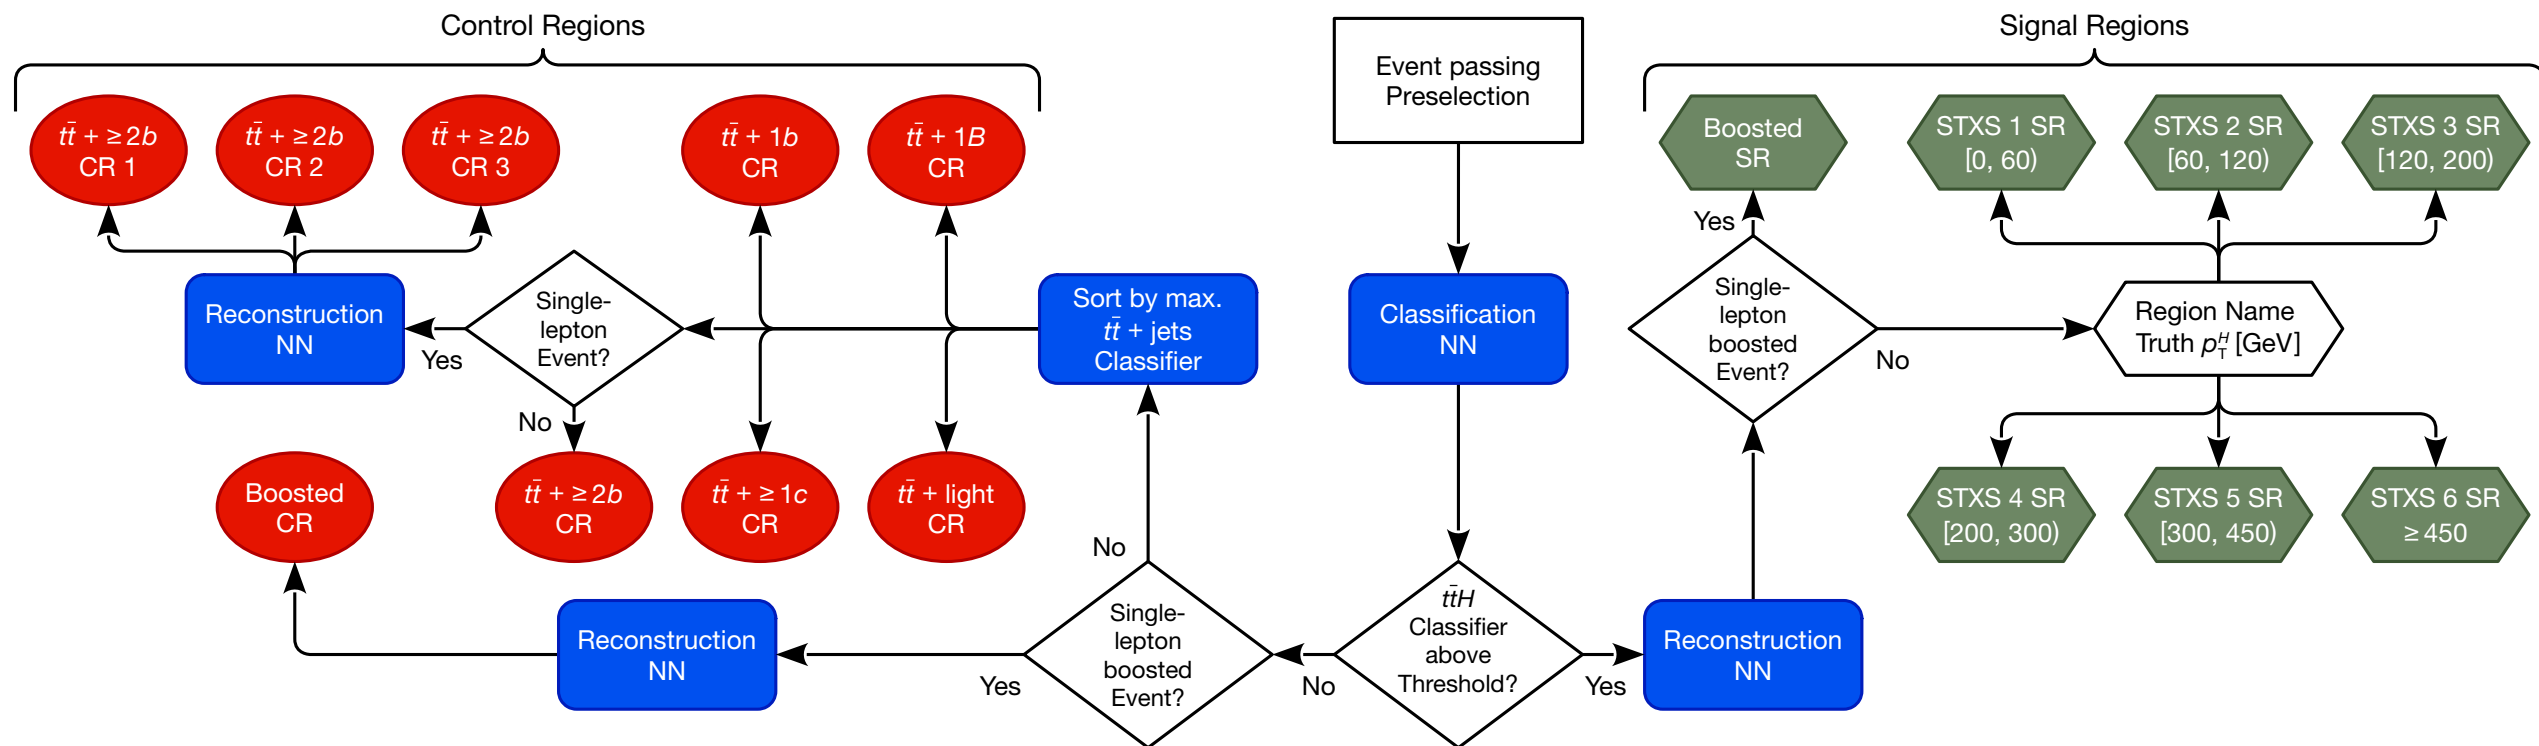 Control Regions
tt̄ + ≥ 2b
CR 1
tt̄ + ≥ 2b
CR 2
tt̄ + ≥ 2b
CR 3
tt̄ + 1b
CR
tt̄ + 1B
CR
Event passing
Preselection
Signal Regions
Boosted
SR
STXS 1 SR
[0, 60)
STXS 2 SR
[60, 120)
STXS 3 SR
[120, 200)
Yes
Reconstruction
NN
Yes
Single-
lepton
Event?
No
Sort by max.
tt̄ + jets
Classifier
Classification
NN
Single-
lepton
boosted
Event?
No
Region Name
Truth p_T^H [GeV]
Boosted
CR
tt̄ + ≥ 2b
CR
tt̄ + ≥ 1c
CR
tt̄ + light
CR
No
STXS 4 SR
[200, 300)
STXS 5 SR
[300, 450)
STXS 6 SR
≥ 450
Reconstruction
NN
Yes
Single-
lepton
boosted
Event?
No
tt̄H
Classifier
above
Threshold?
Yes
Reconstruction
NN